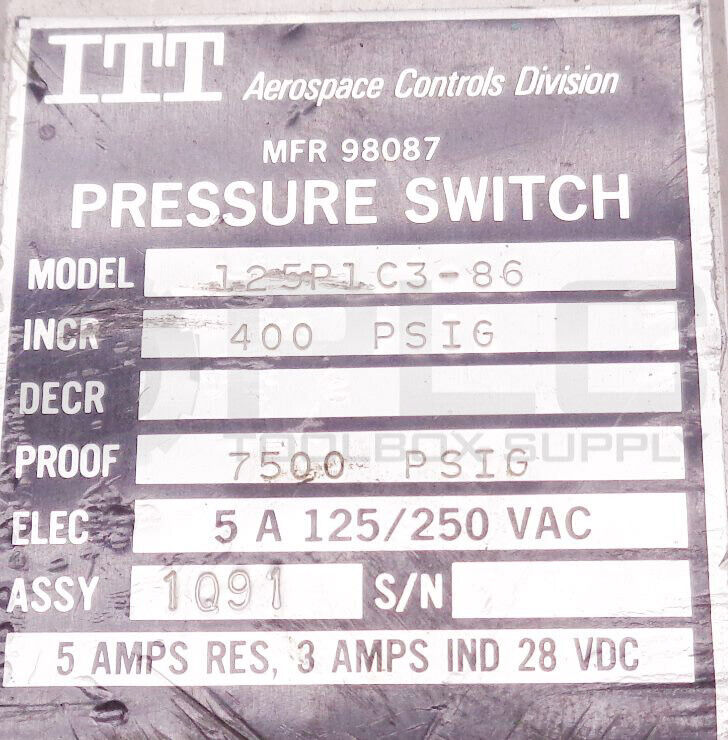 ITT Aerospace Controls Division
MFR 98087
PRESSURE SWITCH
MODEL 125P1C3-86
INCR 400 PSIG
DECR
PLC
TOOLBOX SUPPLY
PROOF 7500 PSIG
ELEC 5 A 125/250 VAC
ASSY 1Q91 S/N
5 AMPS RES, 3 AMPS IND 28 VDC